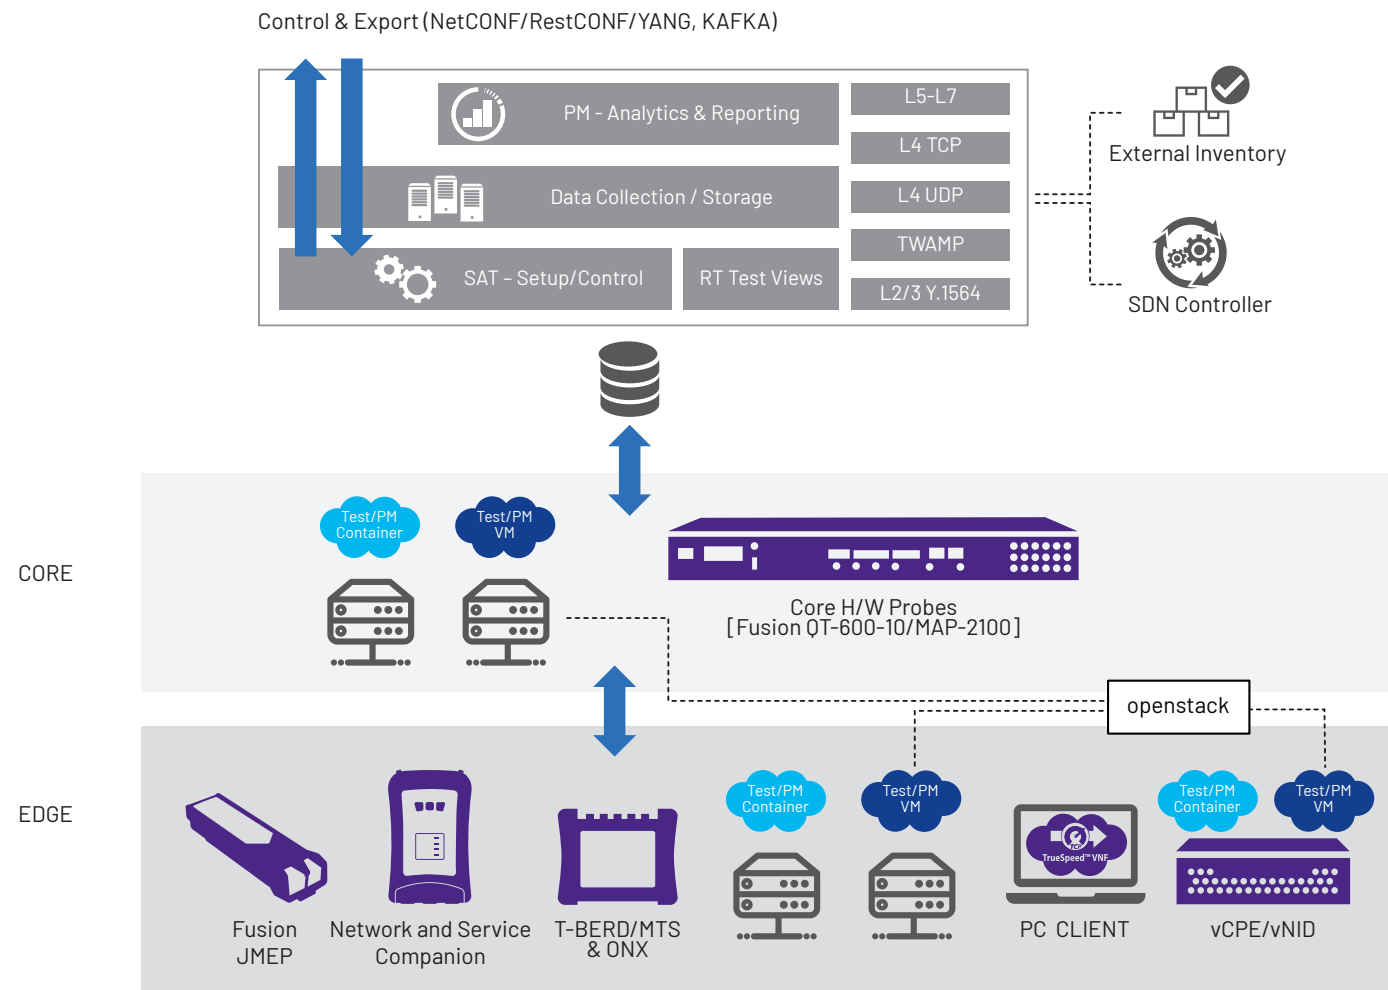 Control & Export (NetCONF/RestCONF/YANG, KAFKA)
PM - Analytics & Reporting
Data Collection / Storage
SAT – Setup/Control
RT Test Views
L5-L7
L4 TCP
L4 UDP
TWAMP
L2/3 Y.1564
External Inventory
SDN Controller
CORE
Test/PM
Container
Test/PM
VM
Core H/W Probes
[Fusion QT-600-10/MAP-2100]
openstack
EDGE
Fusion
JMEP
Network and Service
Companion
T-BERD/MTS
& ONX
Test/PM
Container
Test/PM
VM
TCP
TrueSpeed™ VNF
PC CLIENT
Test/PM
Container
Test/PM
VM
vCPE/vNID